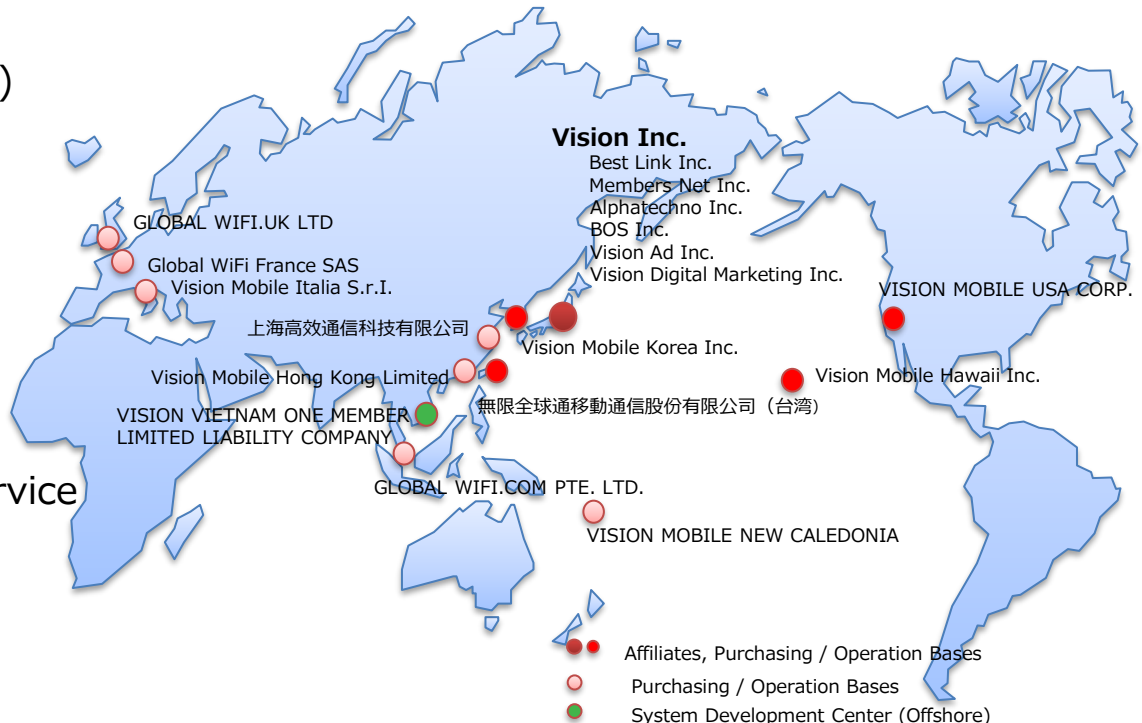 )
Vision Inc.
Best Link Inc.
Members Net Inc.
Alphatechno Inc.
BOS Inc.
Vision Ad Inc.
Vision Digital Marketing Inc.
GLOBAL WIFI.UK LTD
Global WiFi France SAS
Vision Mobile Italia S.r.I.
VISION MOBILE USA CORP.
上海高效通信科技有限公司
Vision Mobile Korea Inc.
Vision Mobile Hong Kong Limited
Vision Mobile Hawaii Inc.
無限全球通移動通信股份有限公司（台湾）
VISION VIETNAM ONE MEMBER
LIMITED LIABILITY COMPANY
rvice
GLOBAL WIFI.COM PTE. LTD.
VISION MOBILE NEW CALEDONIA
Affiliates, Purchasing / Operation Bases
Purchasing / Operation Bases
System Development Center (Offshore)